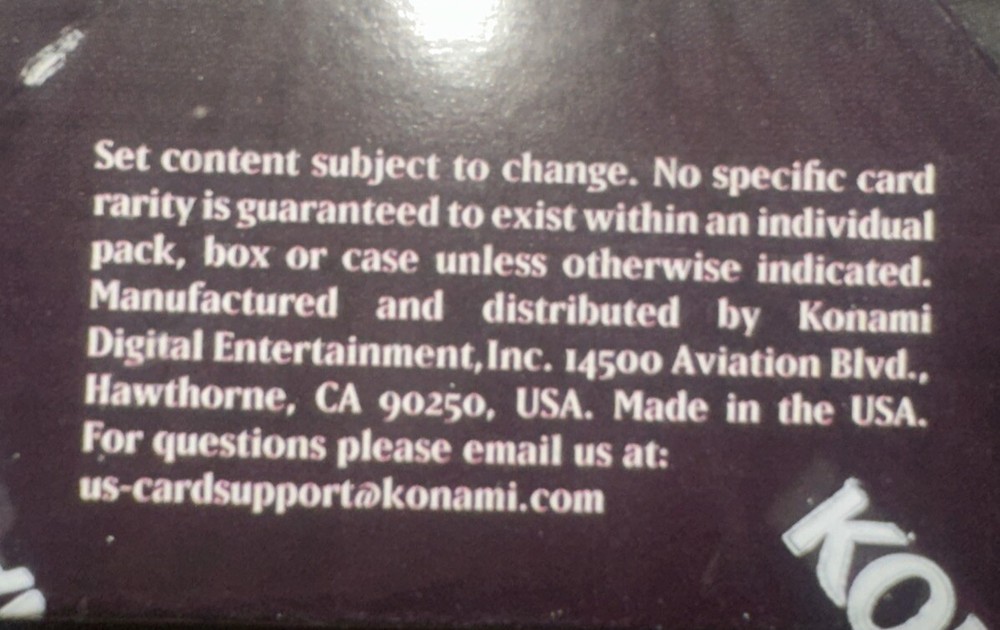 Set content subject to change. No specific card
rarity is guaranteed to exist within an individual
pack, box or case unless otherwise indicated.
Manufactured and distributed by Konami
Digital Entertainment, Inc. 14500 Aviation Blvd.,
Hawthorne, CA 90250, USA. Made in the USA.
For questions please email us at:
us-cardsupport@konami.com